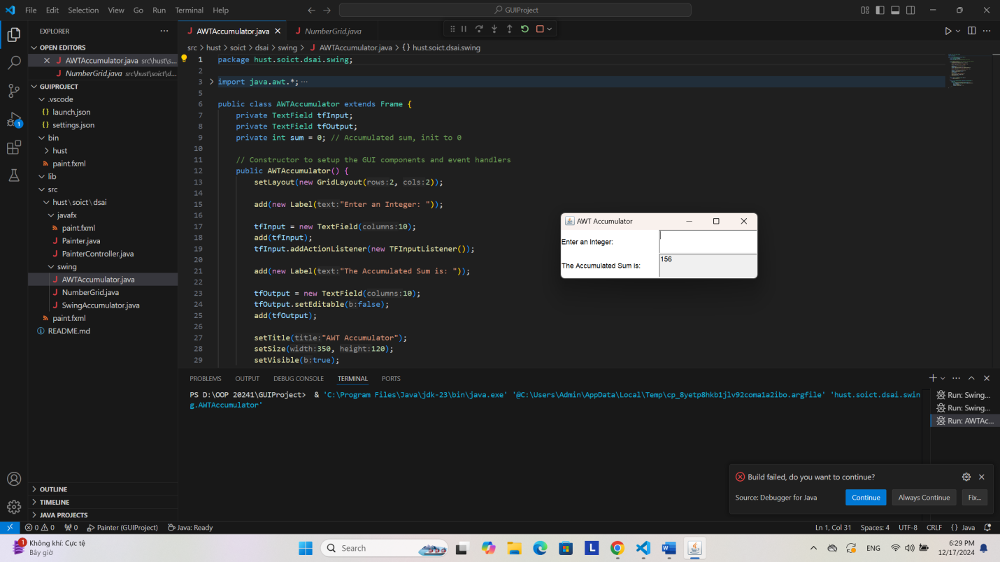 File Edit Selection View Go Run Terminal Help
GUIProject
EXPLORER
OPEN EDITORS
AWTAccumulator.java src\hust\s...
NumberGrid.java src\hust\soict\d...
GUIPROJECT
.vscode
launch.json
settings.json
bin
hust
paint.fxml
lib
src
hust\soict\dsai
javafx
paint.fxml
Painter.java
PainterController.java
swing
AWTAccumulator.java
NumberGrid.java
SwingAccumulator.java
paint.fxml
README.md
OUTLINE
TIMELINE
JAVA PROJECTS
1
AWTAccumulator.java NumberGrid.java
src > hust > soict > dsai > swing > AWTAccumulator.java > {} hust.soict.dsai.swing
1 package hust.soict.dsai.swing;
2
3 import java.awt.*;...
5
6 public class AWTAccumulator extends Frame {
7 private TextField tfInput;
8 private TextField tfOutput;
9 private int sum = 0; // Accumulated sum, init to 0
10
11 // Constructor to setup the GUI components and event handlers
12 public AWTAccumulator() {
13 setLayout(new GridLayout(rows:2, cols:2));
14
15 add(new Label(text:"Enter an Integer: "));
16
17 tfInput = new TextField(columns:10);
18 add(tfInput);
19 tfInput.addActionListener(new TFInputListener());
20
21 add(new Label(text:"The Accumulated Sum is: "));
22
23 tfOutput = new TextField(columns:10);
24 tfOutput.setEditable(b:false);
25 add(tfOutput);
26
27 setTitle(title:"AWT Accumulator");
28 setSize(width:350, height:120);
29 setVisible(b:true);
AWT Accumulator
Enter an Integer:
The Accumulated Sum is: 156
PROBLEMS OUTPUT DEBUG CONSOLE TERMINAL PORTS
PS D:\OOP 20241\GUIProject> & 'C:\Program Files\Java\jdk-23\bin\java.exe' '@C:\Users\Admin\AppData\Local\Temp\cp_8yetp8hkb1jlv92coma1a2ibo.argfile' 'hust.soict.dsai.swin
g.AWTAccumulator'
Run: Swing...
Run: Swing...
Run: AWTAc...
Build failed, do you want to continue?
Source: Debugger for Java Continue Always Continue Fix...
0 0 0 Painter (GUIProject) Java: Ready Ln 1, Col 31 Spaces: 4 UTF-8 CRLF {} Java
1 Không khí: Cực tệ
Bây giờ
Search
L W
ENG
6:29 PM
12/17/2024